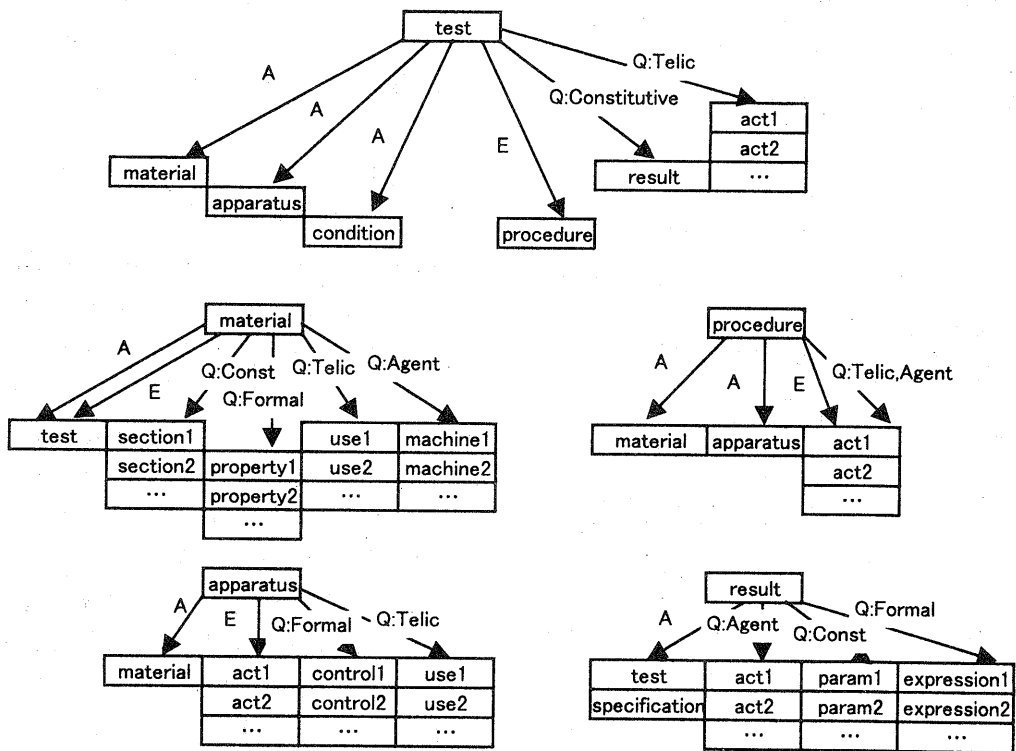 test
Q:Telic
A
Q:Constitutive
A
A
E
act1
act2
…
material
result
apparatus
condition
procedure
material
A
E
Q:Const
Q:Formal
Q:Telic
Q:Agent
test section1 use1 machine1
section2 property1 use2 machine2
… property2 … …
…
procedure
A
A
E
Q:Telic,Agent
material apparatus act1
act2
…
apparatus
A
E
Q:Formal
Q:Telic
material act1 control1 use1
act2 control2 use2
… … …
result
A
Q:Agent
Q:Const
Q:Formal
test act1 param1 expression1
specification act2 param2 expression2
… … …